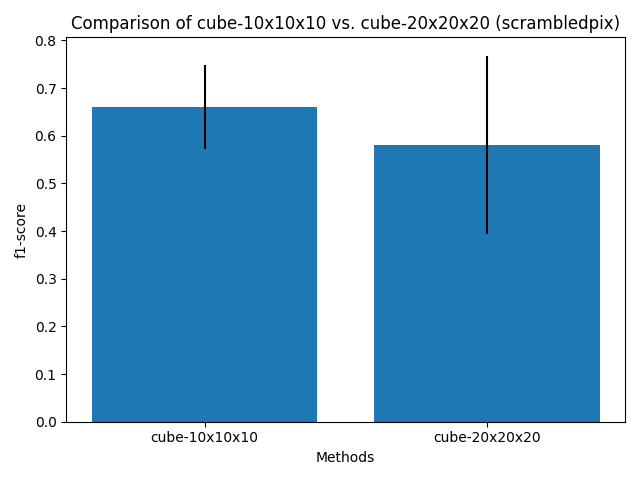 Comparison of cube-10x10x10 vs. cube-20x20x20 (scrambledpix)
0.8
0.7
0.6
0.5
0.4
0.3
0.2
0.1
0.0
f1-score
cube-10x10x10
cube-20x20x20
Methods